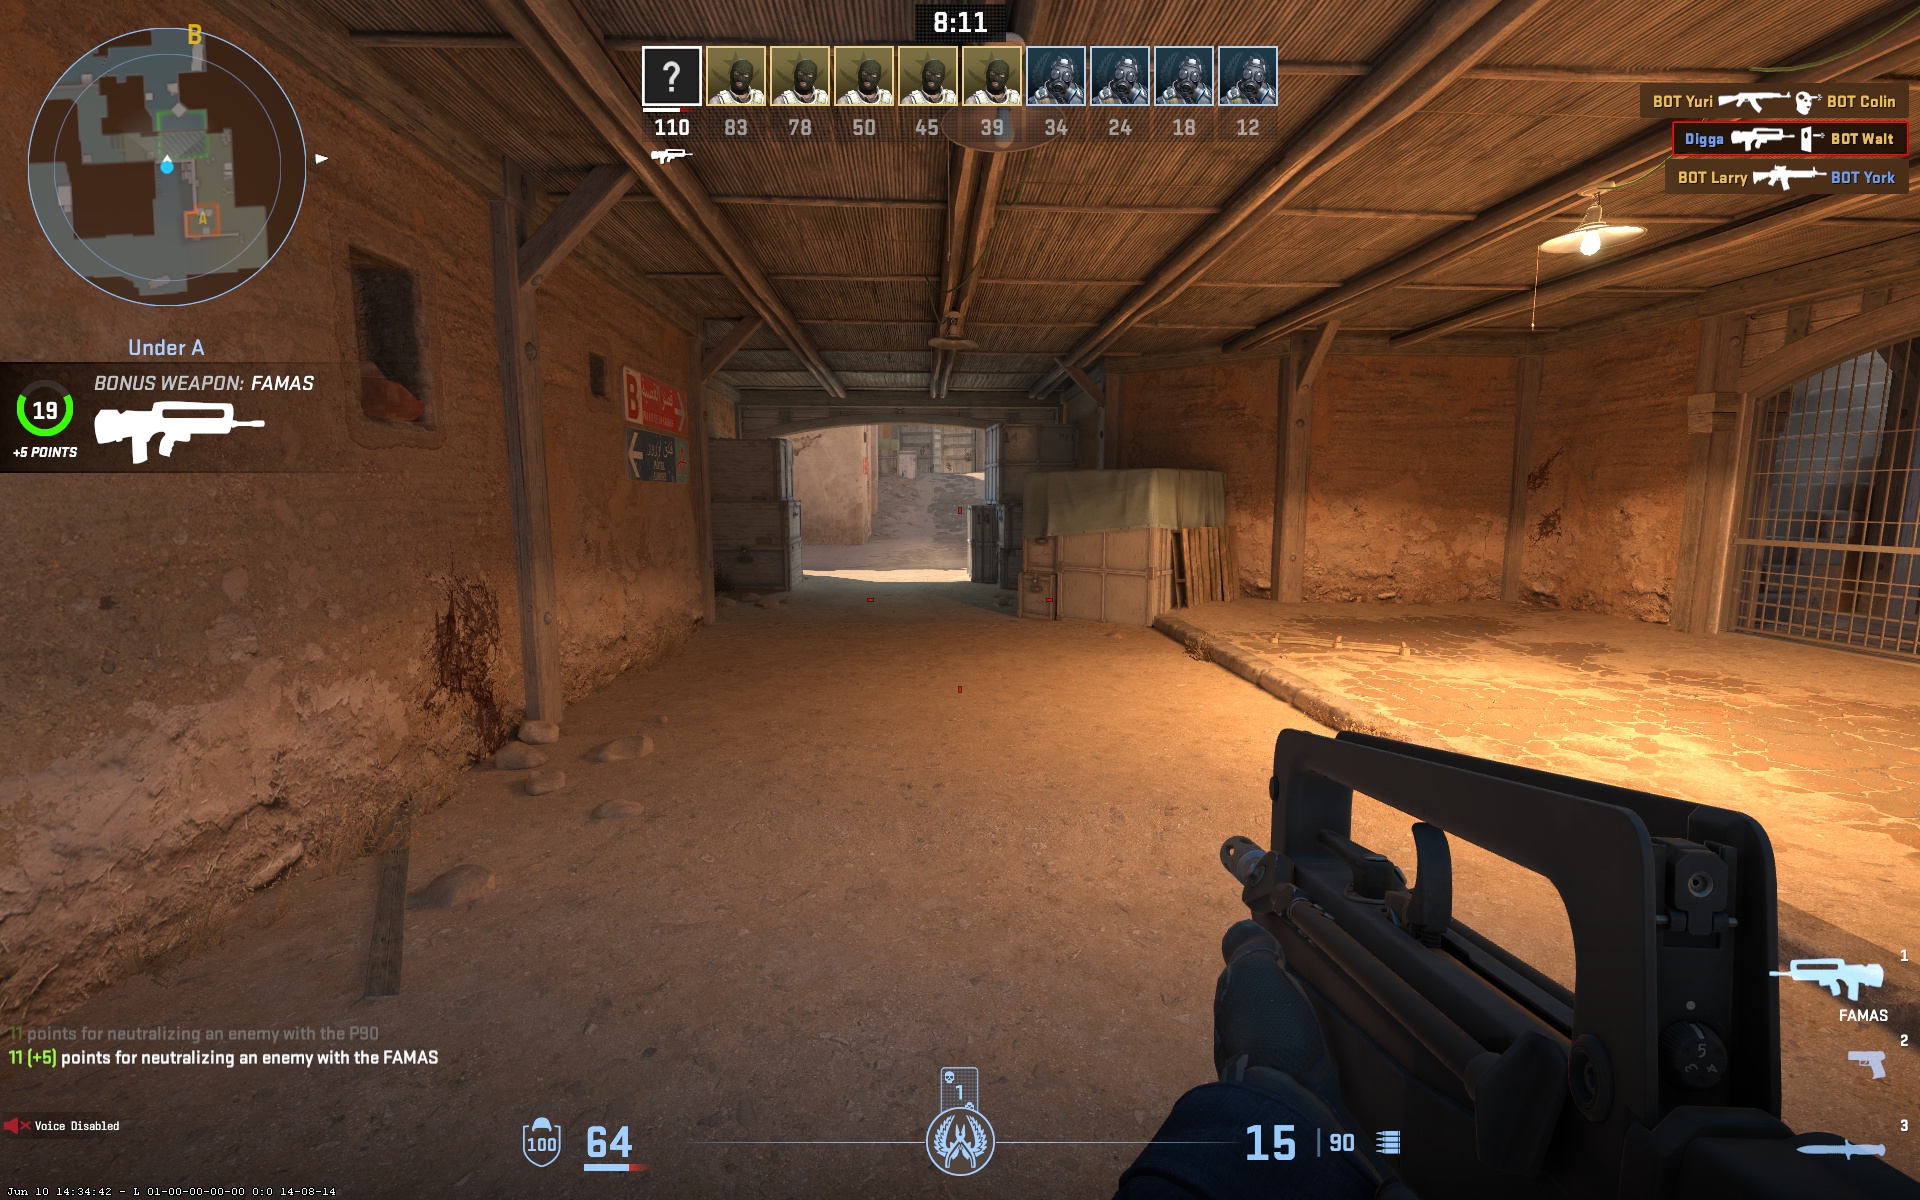 8:11
B
A
?
110 83 78 50 45 39 34 24 18 12
BOT Yuri BOT Colin
Digga BOT Walt
BOT Larry BOT York
Under A
BONUS WEAPON: FAMAS
19
+5 POINTS
B
11 points for neutralizing an enemy with the P90
11 (+5) points for neutralizing an enemy with the FAMAS
Voice Disabled
100
64
1
15 | 90
1
FAMAS
2
3
5
Jun 10 14:34:42 - L 01-00-00-00-00 0:0 14-08-14